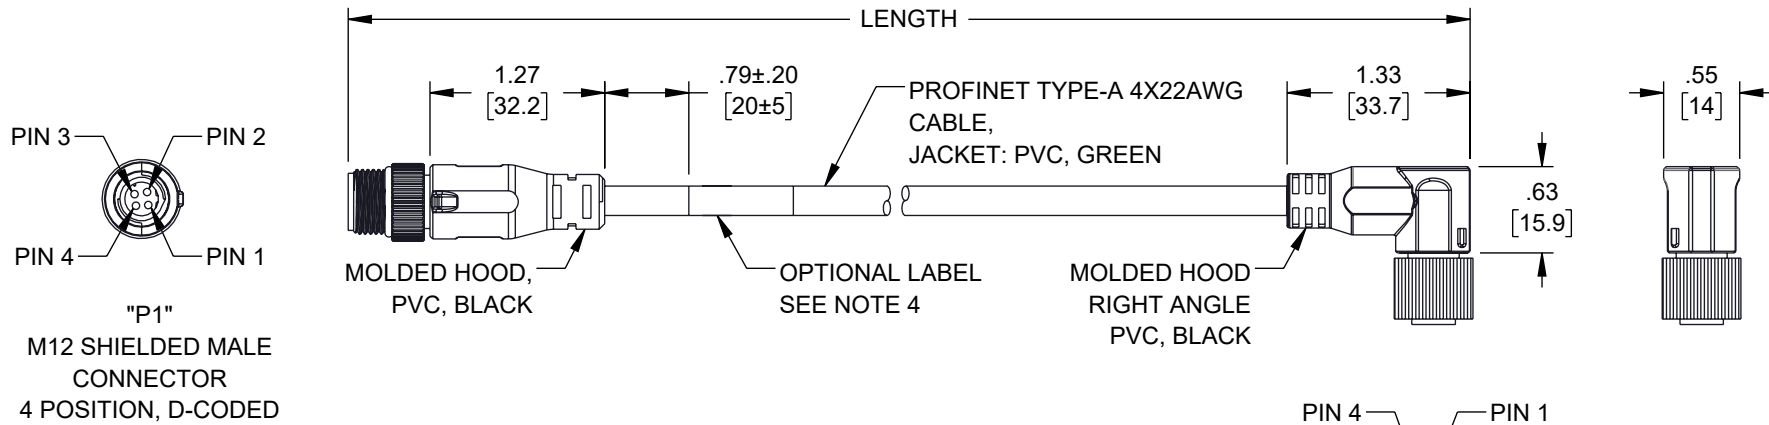 LENGTH
1.27
[32.2]
.79±.20
[20±5]
PROFINET TYPE-A 4X22AWG
CABLE,
JACKET: PVC, GREEN
1.33
[33.7]
.55
[14]
PIN 3
PIN 2
PIN 4
PIN 1
.63
[15.9]
MOLDED HOOD,
PVC, BLACK
OPTIONAL LABEL
SEE NOTE 4
MOLDED HOOD
RIGHT ANGLE
PVC, BLACK
"P1"
M12 SHIELDED MALE
CONNECTOR
4 POSITION, D-CODED
PIN 4
PIN 1